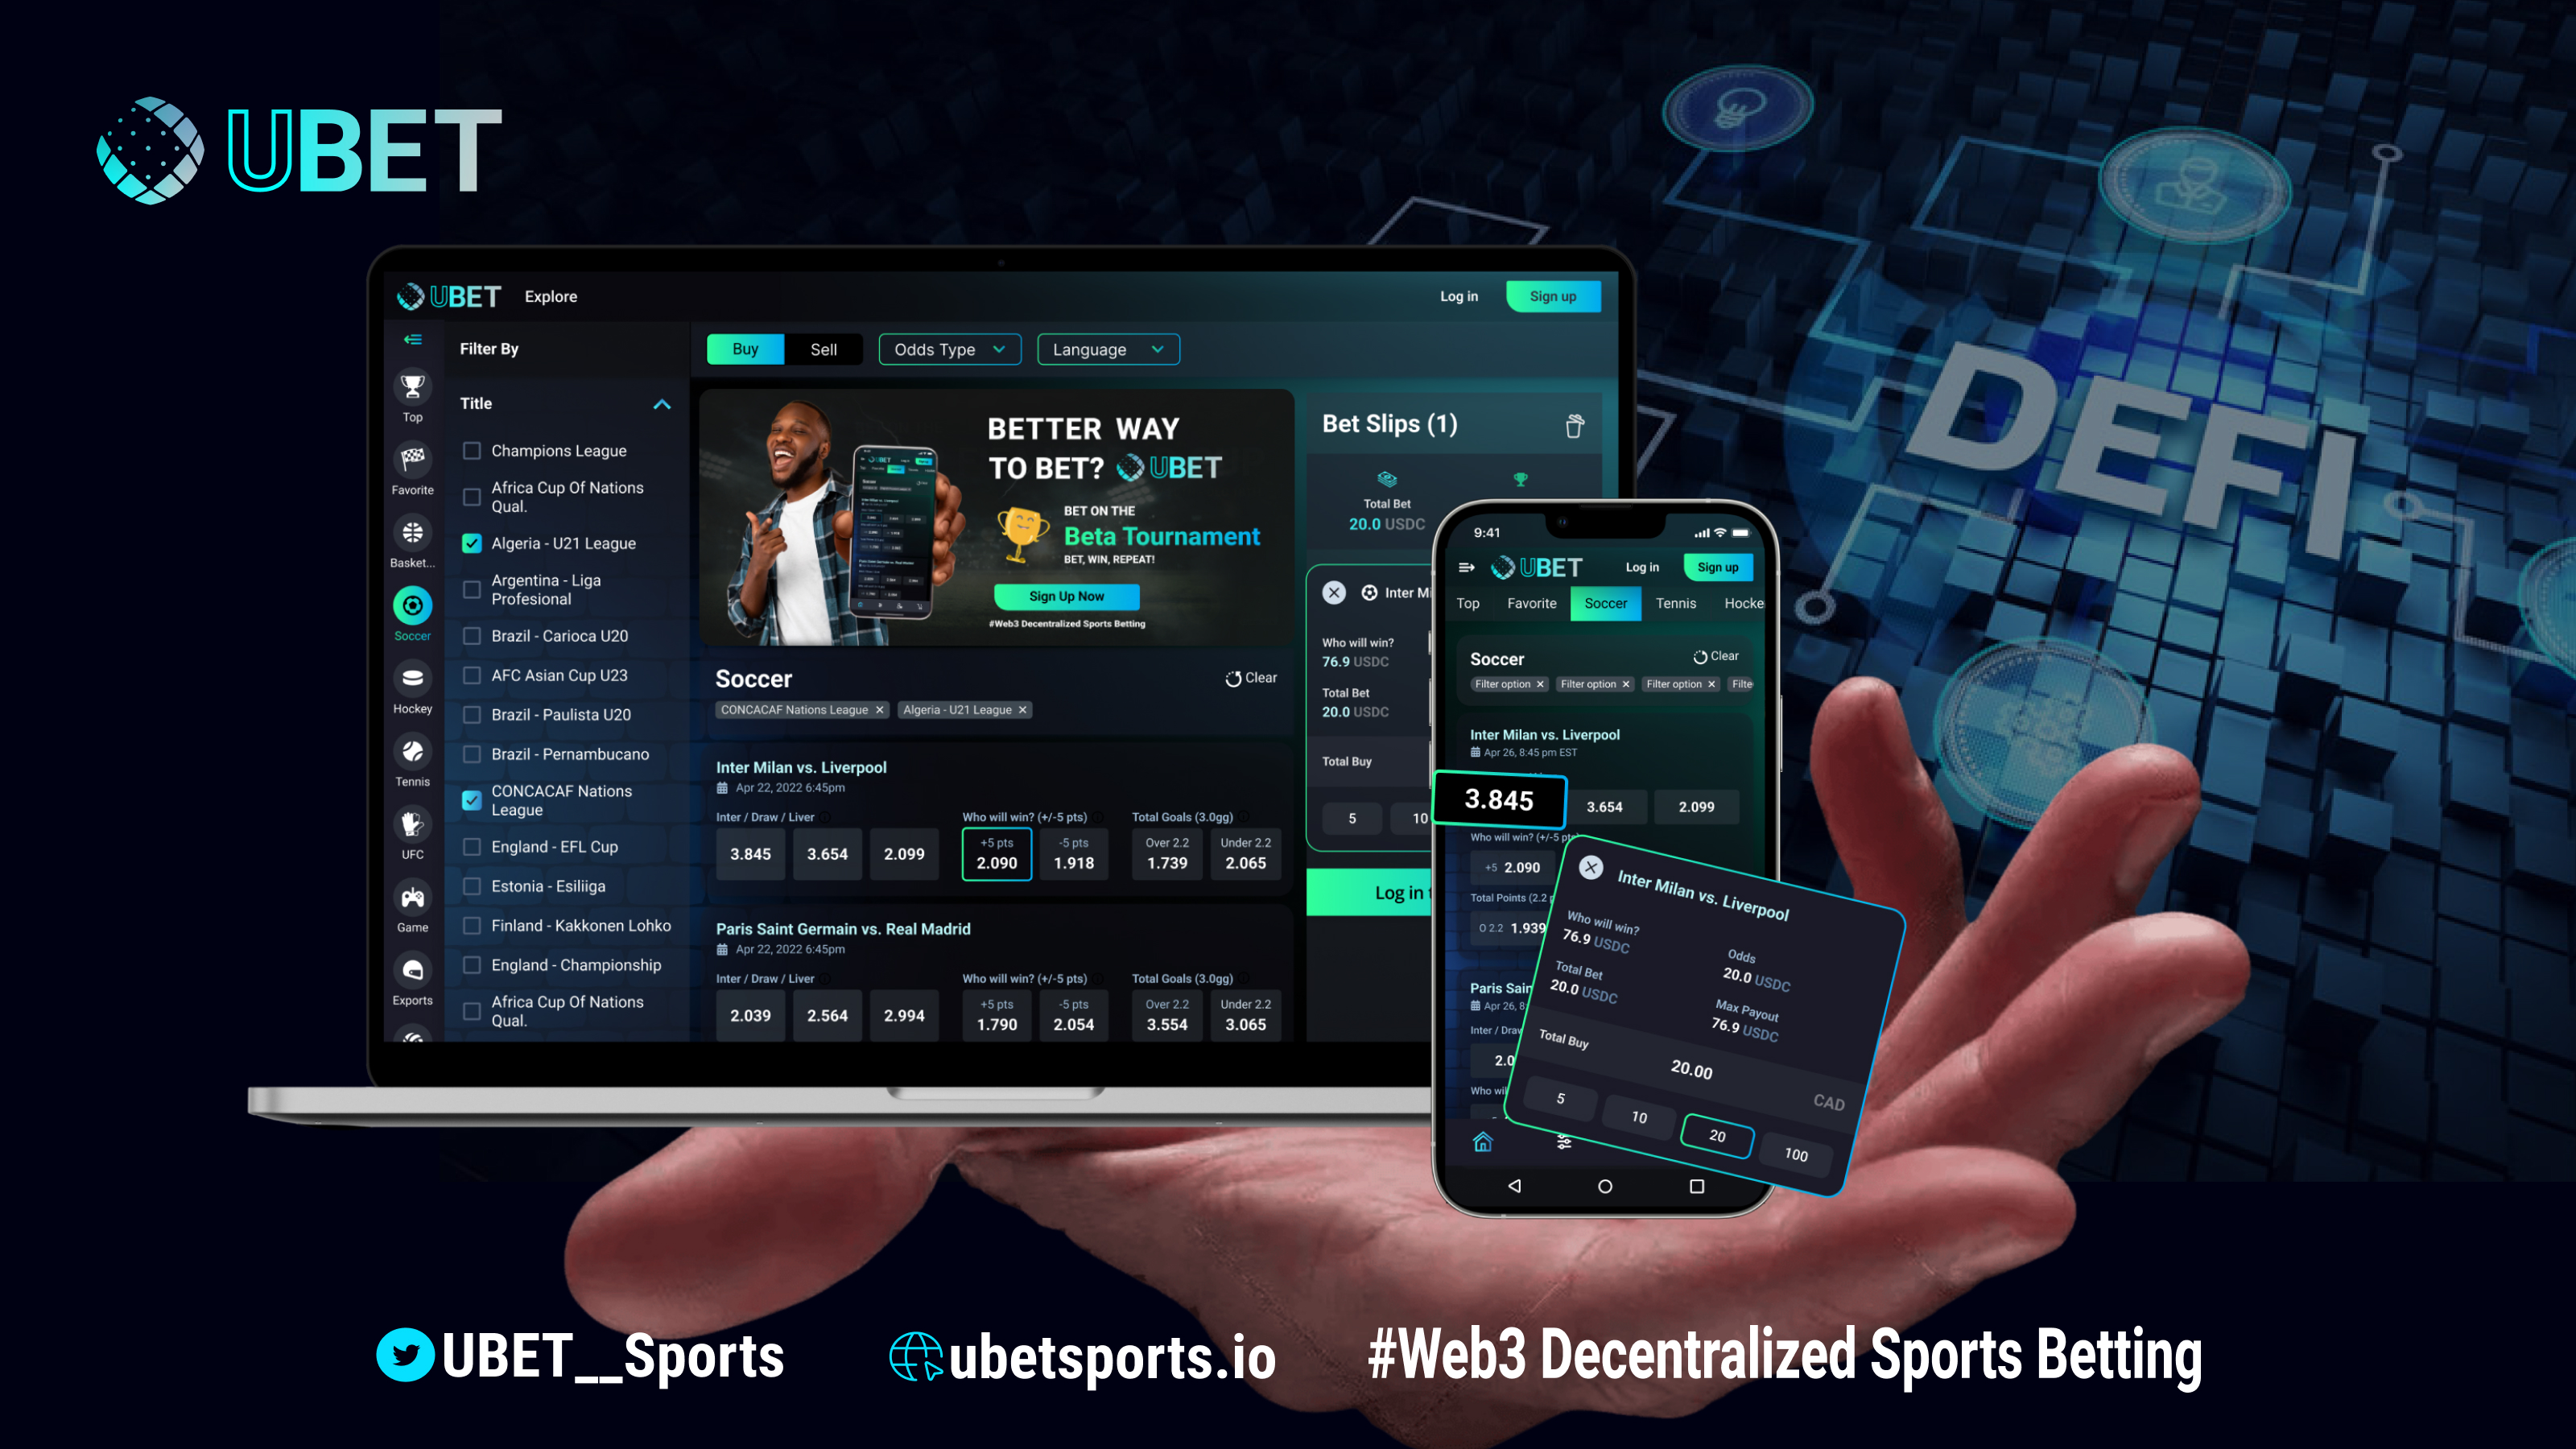 UBET
UBET
Explore
Log in
Sign up
Filter By
Title
Top
Favorite
Basket...
Soccer
Hockey
Tennis
UFC
Game
Exports
Champions League
Africa Cup Of Nations
Qual.
Algeria - U21 League
Argentina - Liga
Profesional
Brazil - Carioca U20
AFC Asian Cup U23
Brazil - Paulista U20
Brazil - Pernambucano
CONCACAF Nations
League
England - EFL Cup
Estonia - Esiliiga
Finland - Kakkonen Lohko
England - Championship
Africa Cup Of Nations
Qual.
Buy
Sell
Odds Type
Language
BETTER WAY
TO BET? UBET
BET ON THE
Beta Tournament
BET, WIN, REPEAT!
Sign Up Now
#Web3 Decentralized Sports Betting
Soccer
Clear
CONCACAF Nations League ×
Algeria - U21 League ×
Inter Milan vs. Liverpool
Apr 22, 2022 6:45pm
Inter / Draw / Liver
Who will win? (+/-5 pts)
Total Goals (3.0gg)
3.845
3.654
2.099
+5 pts
2.090
-5 pts
1.918
Over 2.2
1.739
Under 2.2
2.065
Paris Saint Germain vs. Real Madrid
Apr 22, 2022 6:45pm
Inter / Draw / Liver
Who will win? (+/-5 pts)
Total Goals (3.0gg)
2.039
2.564
2.994
+5 pts
1.790
-5 pts
2.054
Over 2.2
3.554
Under 2.2
3.065
Bet Slips (1)
Total Bet
20.0 USDC
Inter Mi
Who will win?
76.9 USDC
Total Bet
20.0 USDC
Total Buy
5
10
Log in t
9:41
UBET
Log in
Sign up
Top
Favorite
Soccer
Tennis
Hocke
Soccer
Clear
Filter option ×
Filter option ×
Filter option ×
Filte
Inter Milan vs. Liverpool
Apr 26, 8:45 pm EST
3.845
3.654
2.099
Who will win? (+/-5 pts
+5 2.090
Total Points (2.2 p
O 2.2 1.939
Paris Sain
Apr 26, 8
Inter / Draw
2.0
Who wil
Inter Milan vs. Liverpool
Who will win?
76.9 USDC
Odds
20.0 USDC
Total Bet
20.0 USDC
Max Payout
76.9 USDC
Total Buy
20.00
CAD
5
10
20
100
DEFi
UBET__Sports
ubetsports.io
#Web3 Decentralized Sports Betting